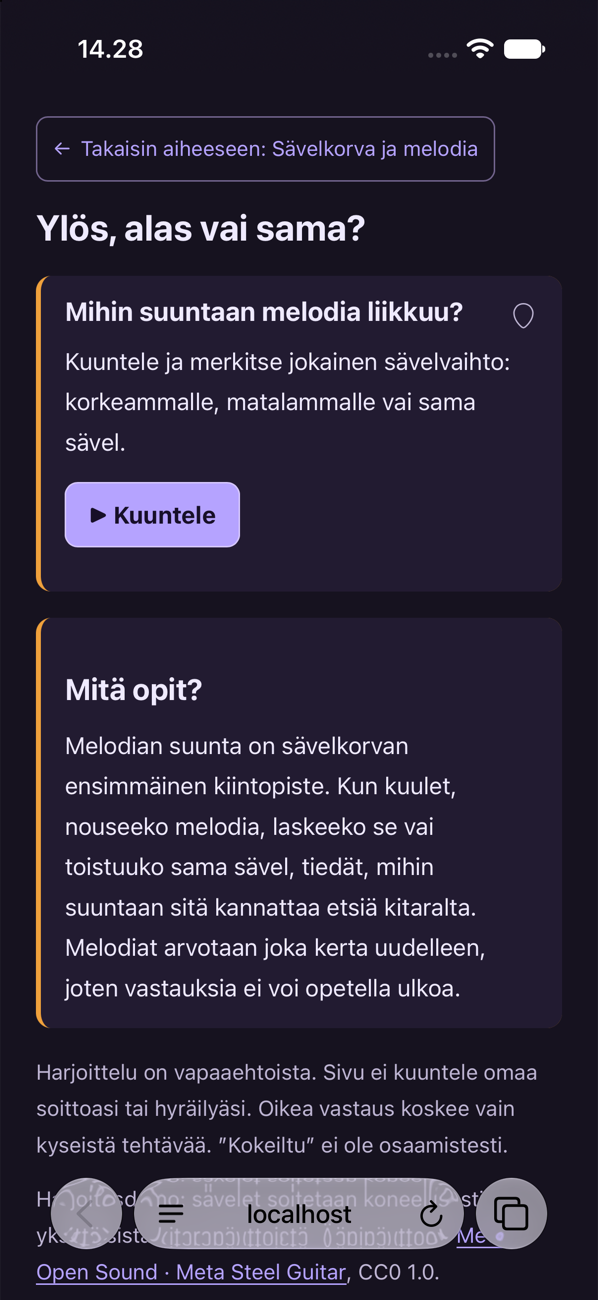 14.28
← Takaisin aiheeseen: Sävelkorva ja melodia
Ylös, alas vai sama?
Mihin suuntaan melodia liikkuu?
Kuuntele ja merkitse jokainen sävelvaihto:
korkeammalle, matalammalle vai sama
sävel.
▶ Kuuntele
Mitä opit?
Melodian suunta on sävelkorvan
ensimmäinen kiintopiste. Kun kuulet,
nouseeko melodia, laskeeko se vai
toistuuko sama sävel, tiedät, mihin
suuntaan sitä kannattaa etsiä kitaralta.
Melodiat arvotaan joka kerta uudelleen,
joten vastauksia ei voi opetella ulkoa.
Harjoittelu on vapaaehtoista. Sivu ei kuuntele omaa
soittoasi tai hyräilyäsi. Oikea vastaus koskee vain
kyseistä tehtävää. ”Kokeiltu” ei ole osaamistesti.
sävelet soitetaan
localhost
Open Sound · Meta Steel Guitar, CC0 1.0.